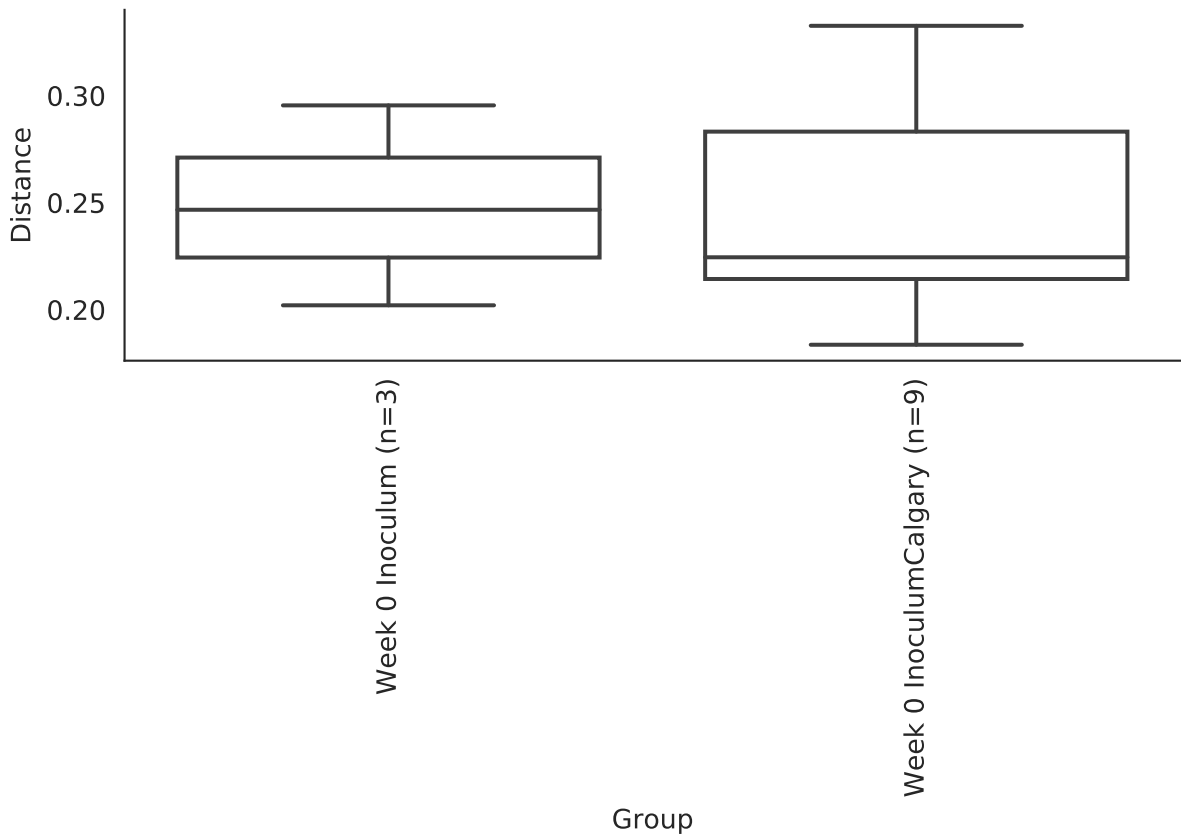 Distance
0.30
0.25
0.20
Week 0 Inoculum (n=3)
Week 0 InoculumCalgary (n=9)
Group